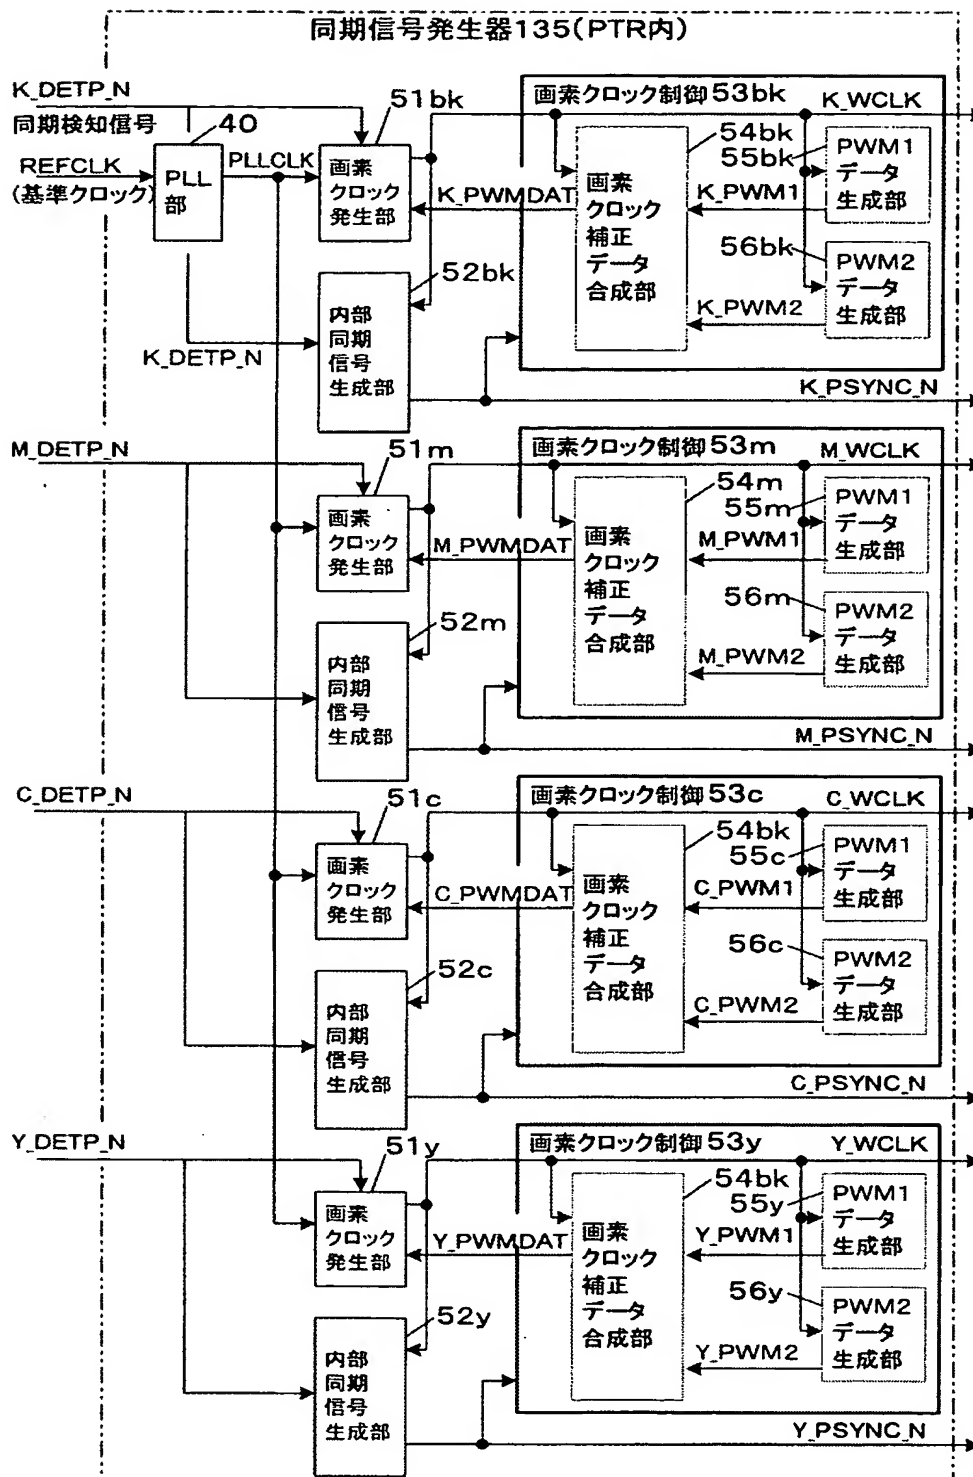 同期信号発生器135(PTR内)
K_DETP_N
同期検知信号
REFCLK
(基準クロック)
40
PLL
部
PLLCLK
51bk
画素
クロック
発生部
K_PWMDAT
52bk
内部
同期
信号
生成部
K_DETP_N
画素クロック制御53bk
K_WCLK
54bk
画素
クロック
補正
データ
合成部
55bk
PWM1
データ
生成部
K_PWM1
56bk
PWM2
データ
生成部
K_PWM2
K_PSYNC_N
M_DETP_N
51m
画素
クロック
発生部
M_PWMDAT
52m
内部
同期
信号
生成部
画素クロック制御53m
M_WCLK
54m
画素
クロック
補正
データ
合成部
55m
PWM1
データ
生成部
M_PWM1
56m
PWM2
データ
生成部
M_PWM2
M_PSYNC_N
C_DETP_N
51c
画素
クロック
発生部
C_PWMDAT
52c
内部
同期
信号
生成部
画素クロック制御53c
C_WCLK
54bk
画素
クロック
補正
データ
合成部
55c
PWM1
データ
生成部
C_PWM1
56c
PWM2
データ
生成部
C_PWM2
C_PSYNC_N
Y_DETP_N
51y
画素
クロック
発生部
Y_PWMDAT
52y
内部
同期
信号
生成部
画素クロック制御53y
Y_WCLK
54bk
画素
クロック
補正
データ
合成部
55y
PWM1
データ
生成部
Y_PWM1
56y
PWM2
データ
生成部
Y_PWM2
Y_PSYNC_N